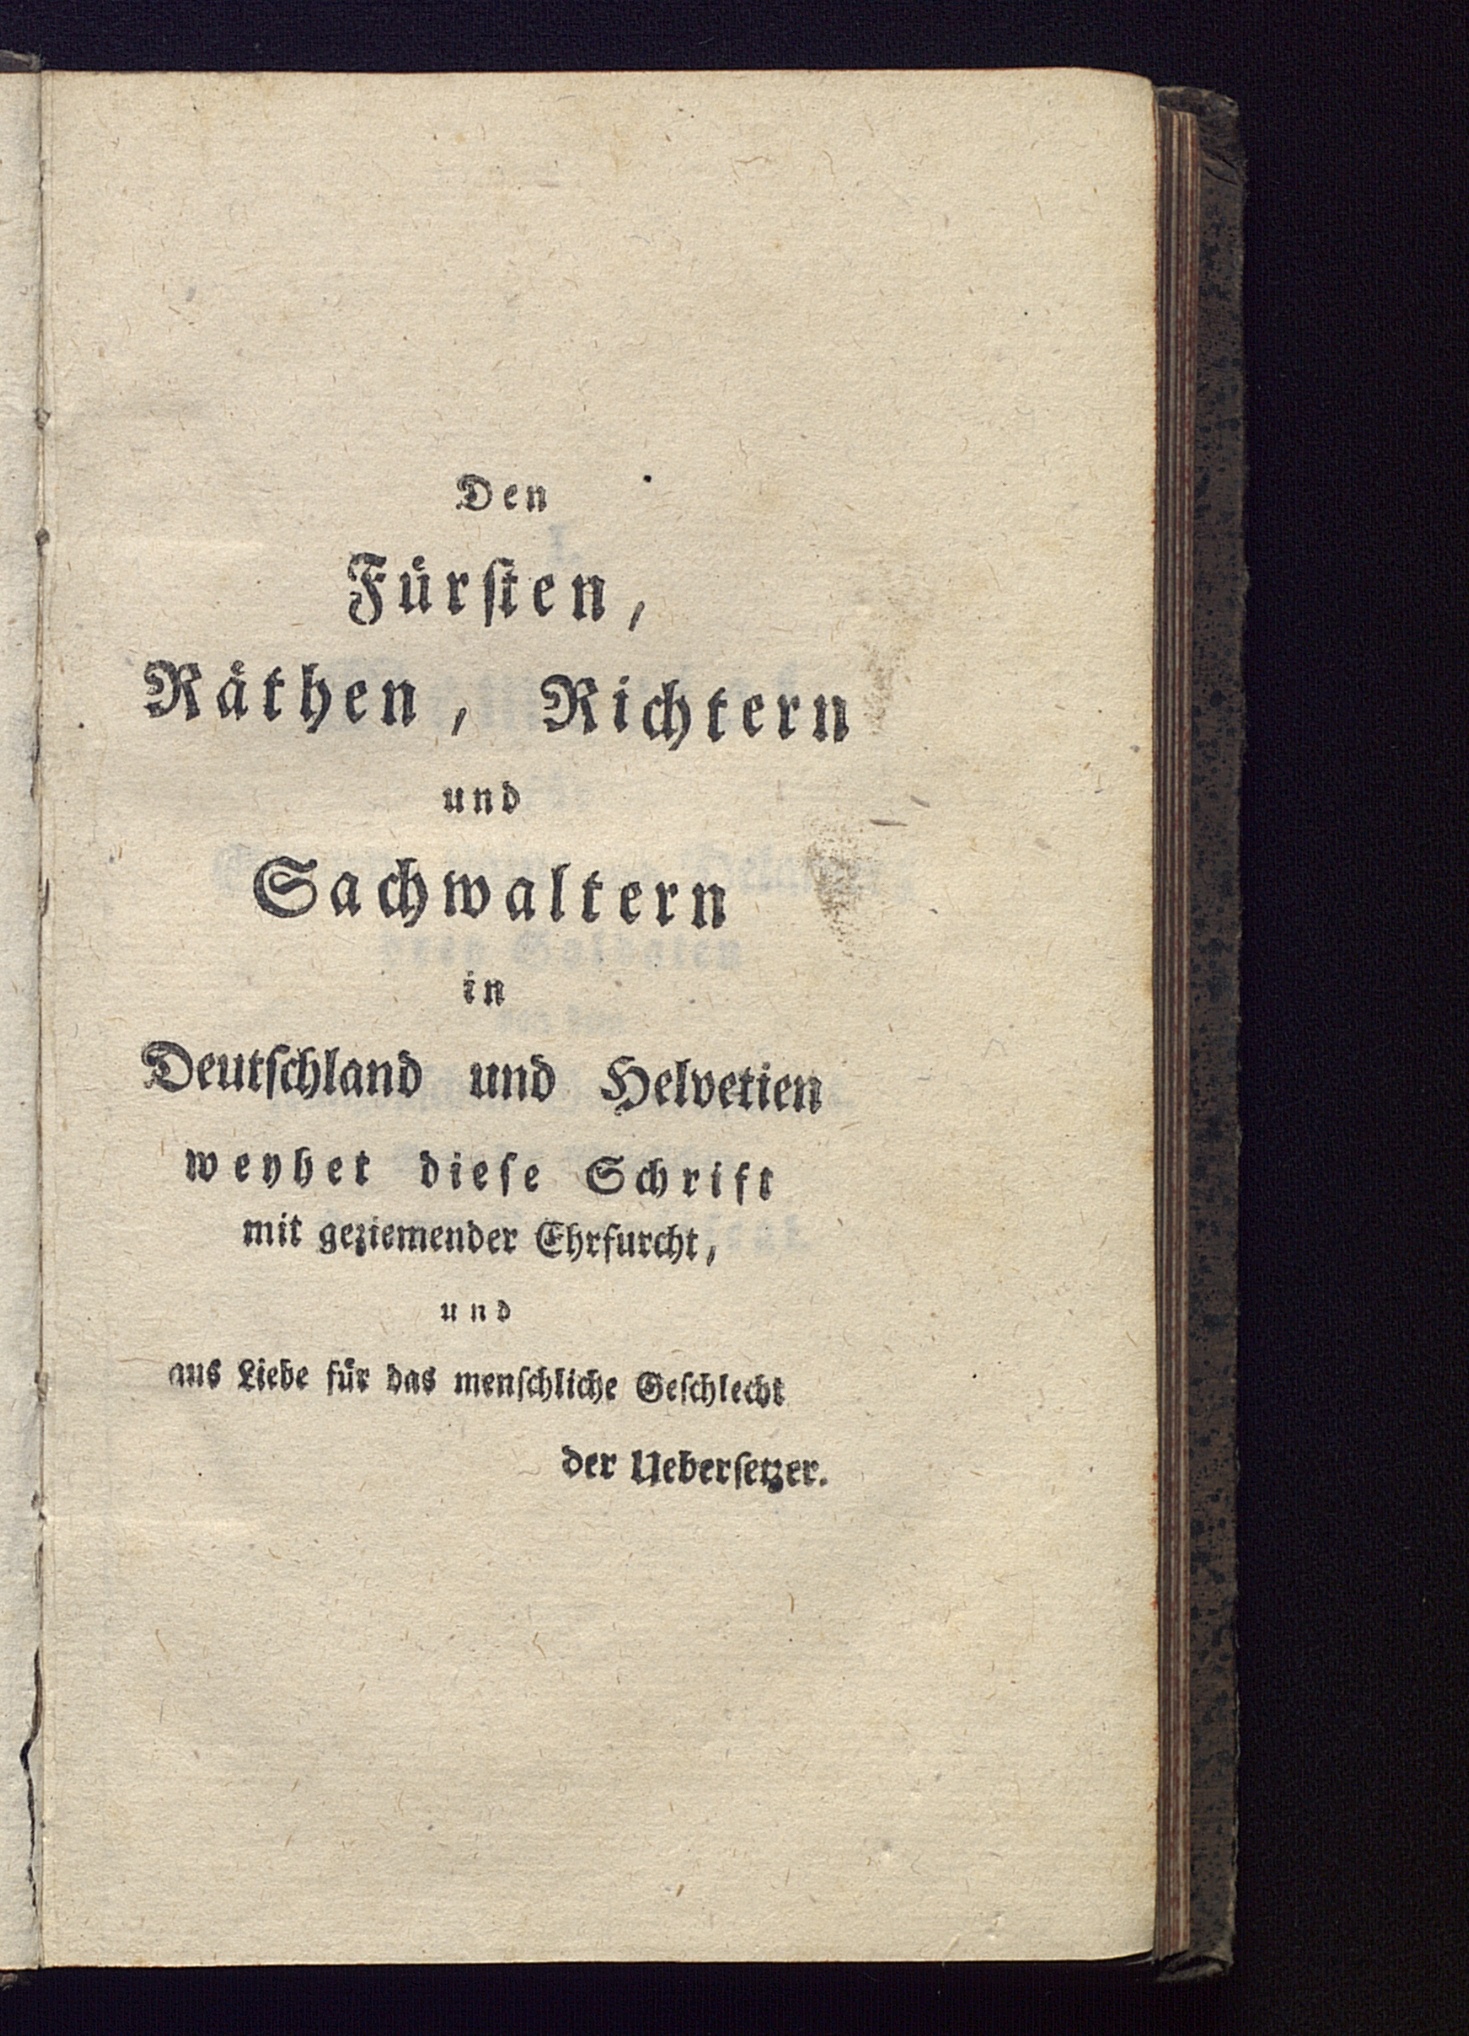 Den
Fürſten,
Räthen, Richtern
und
Sachwaltern
in
Deutſchland und Helvetien
weyhet dieſe Schrift
mit geziemender Ehrfurcht,
und
aus Liebe für das menſchliche Geſchlecht
der Ueberſetzer.